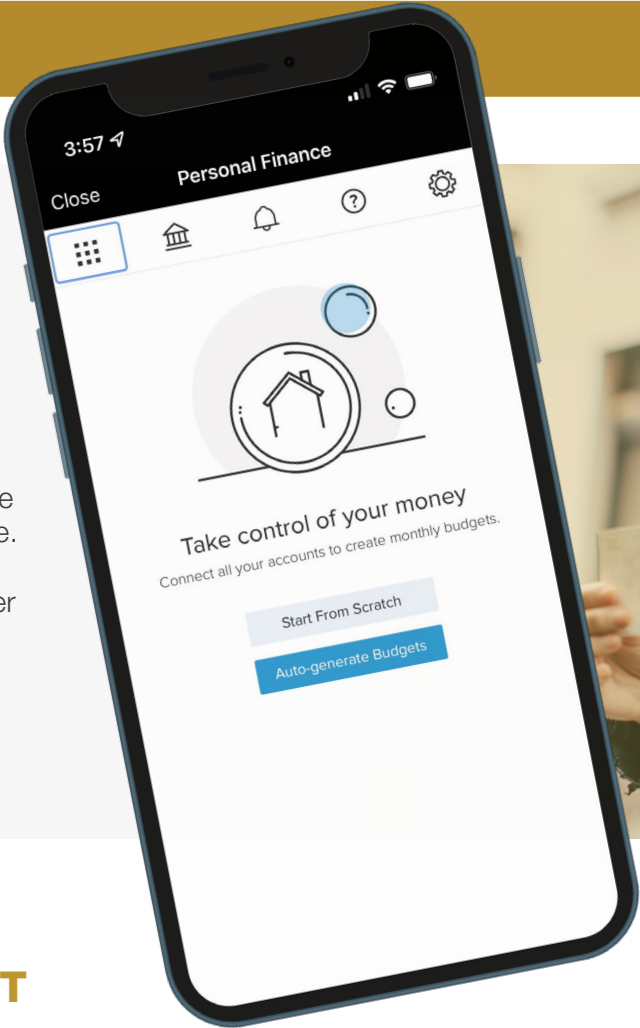 3:57
Close
Personal Finance
Take control of your money
Connect all your accounts to create monthly budgets.
Start From Scratch
Auto-generate Budgets
e
e.
er
T